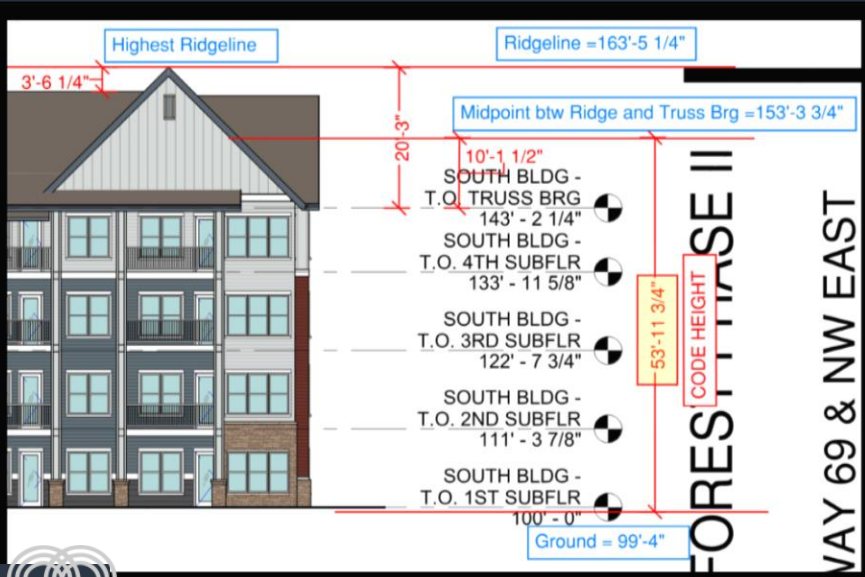 Highest Ridgeline
Ridgeline =163'-5 1/4"
3'-6 1/4"
Midpoint btw Ridge and Truss Brg =153'-3 3/4"
20'-3"
10'-1 1/2"
SOUTH BLDG -
T.O. TRUSS BRG
143' - 2 1/4"
SOUTH BLDG -
T.O. 4TH SUBFLR
133' - 11 5/8"
SOUTH BLDG -
T.O. 3RD SUBFLR
122' - 7 3/4"
SOUTH BLDG -
T.O. 2ND SUBFLR
111' - 3 7/8"
SOUTH BLDG -
T.O. 1ST SUBFLR
100' - 0"
Ground = 99'-4"
53'-11 3/4"
CODE HEIGHT
FOREST PHASE II
WAY 69 & NW EAST